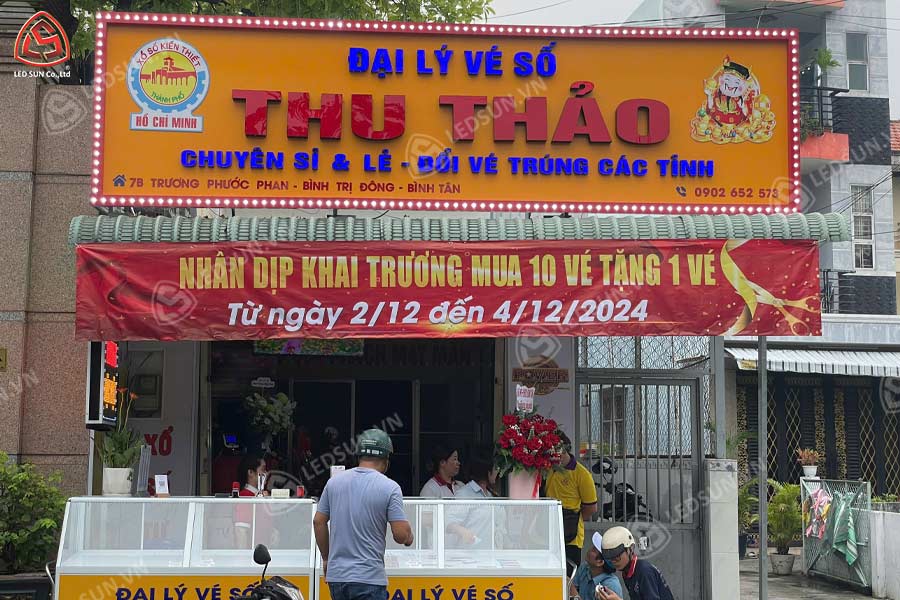 LED SUN Co.,Ltd
XỔ SỐ KIẾN THIẾT
THÀNH PHỐ
HỒ CHÍ MINH
ĐẠI LÝ VÉ SỐ
THU THẢO
CHUYÊN SỈ & LẺ - ĐỔI VÉ TRÚNG CÁC TỈNH
7B TRƯƠNG PHƯỚC PHAN - BÌNH TRỊ ĐÔNG - BÌNH TÂN
0902 652 573
NHÂN DỊP KHAI TRƯƠNG MUA 10 VÉ TẶNG 1 VÉ
Từ ngày 2/12 đến 4/12/2024
XỔ
ĐẠI LÝ VÉ SỐ
ĐẠI LÝ VÉ SỐ
LEDSUN.VN